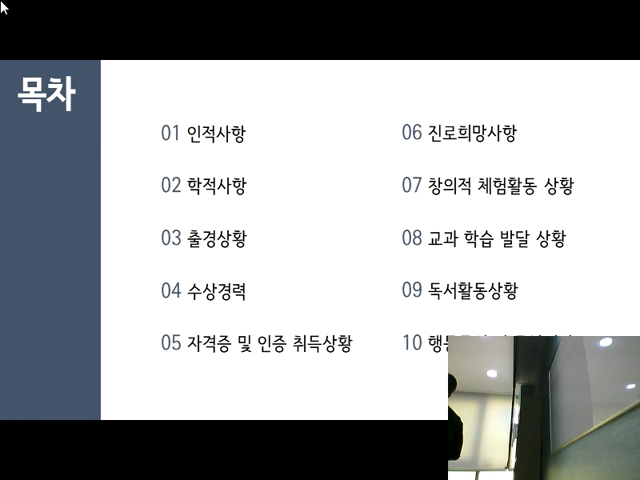 목차
01 인적사항
02 학적사항
03 출경상황
04 수상경력
05 자격증 및 인증 취득상황
06 진로희망사항
07 창의적 체험활동 상황
08 교과 학습 발달 상황
09 독서활동상황
10